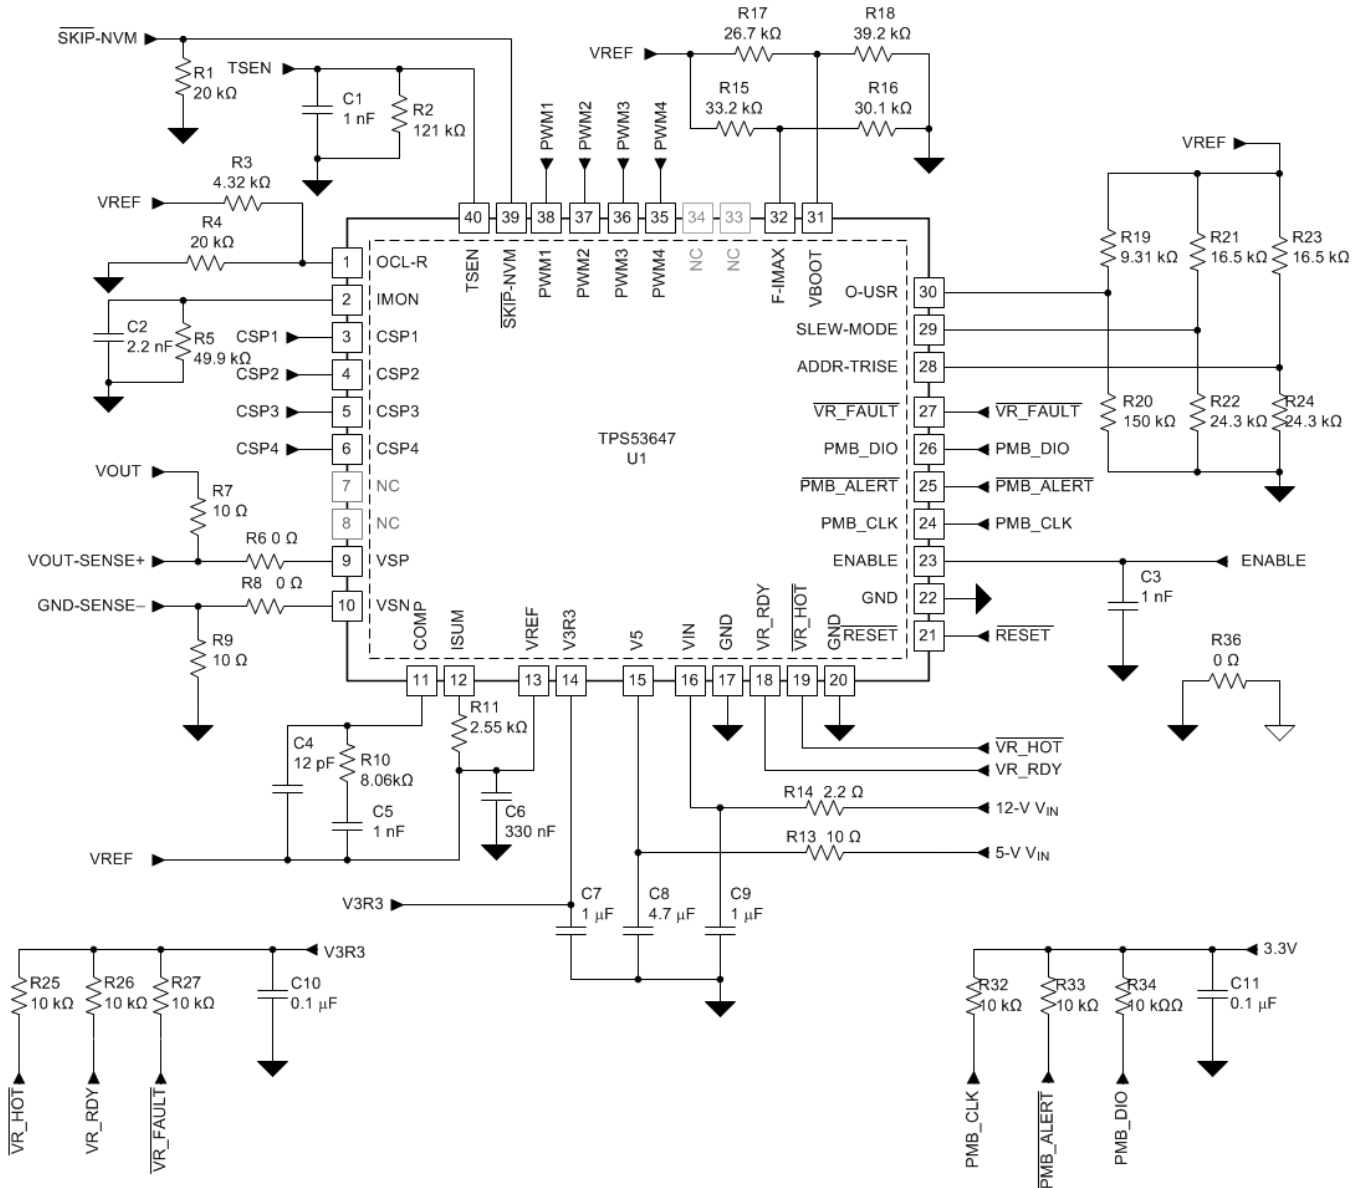 SKIP-NVM
R1
20 kΩ
TSEN
C1
1 nF
R2
121 kΩ
PWM1
PWM2
PWM3
PWM4
VREF
R17
26.7 kΩ
R18
39.2 kΩ
R15
33.2 kΩ
R16
30.1 kΩ
VREF
R3
4.32 kΩ
VREF
R4
20 kΩ
40
39
38
37
36
35
34
33
32
31
TSEN
SKIP-NVM
PWM1
PWM2
PWM3
PWM4
NC
NC
F-IMAX
VBOOT
1 OCL-R
2 IMON
3 CSP1
4 CSP2
5 CSP3
6 CSP4
7 NC
8 NC
9 VSP
10 VSN
C2
2.2 nF
R5
49.9 kΩ
CSP1
CSP2
CSP3
CSP4
VOUT
R7
10 Ω
VOUT-SENSE+
R6 0 Ω
R8 0 Ω
GND-SENSE–
R9
10 Ω
TPS53647
U1
O-USR 30
SLEW-MODE 29
ADDR-TRISE 28
VR_FAULT 27 VR_FAULT
PMB_DIO 26 PMB_DIO
PMB_ALERT 25 PMB_ALERT
PMB_CLK 24 PMB_CLK
ENABLE 23 ENABLE
GND 22
RESET 21 RESET
R19
9.31 kΩ
R21
16.5 kΩ
R23
16.5 kΩ
R20
150 kΩ
R22
24.3 kΩ
R24
24.3 kΩ
C3
1 nF
R36
0 Ω
COMP
ISUM
VREF
V3R3
V5
VIN
GND
VR_RDY
VR_HOT
GND
11
12
13
14
15
16
17
18
19
20
R11
2.55 kΩ
C4
12 pF
R10
8.06kΩ
C5
1 nF
C6
330 nF
VREF
VR_HOT
VR_RDY
R14 2.2 Ω
12-V VIN
R13 10 Ω
5-V VIN
V3R3
C7
1 μF
C8
4.7 μF
C9
1 μF
V3R3
R25
10 kΩ
R26
10 kΩ
R27
10 kΩ
C10
0.1 μF
VR_HOT
VR_RDY
VR_FAULT
3.3V
R32
10 kΩ
R33
10 kΩ
R34
10 kΩΩ
C11
0.1 μF
PMB_CLK
PMB_ALERT
PMB_DIO